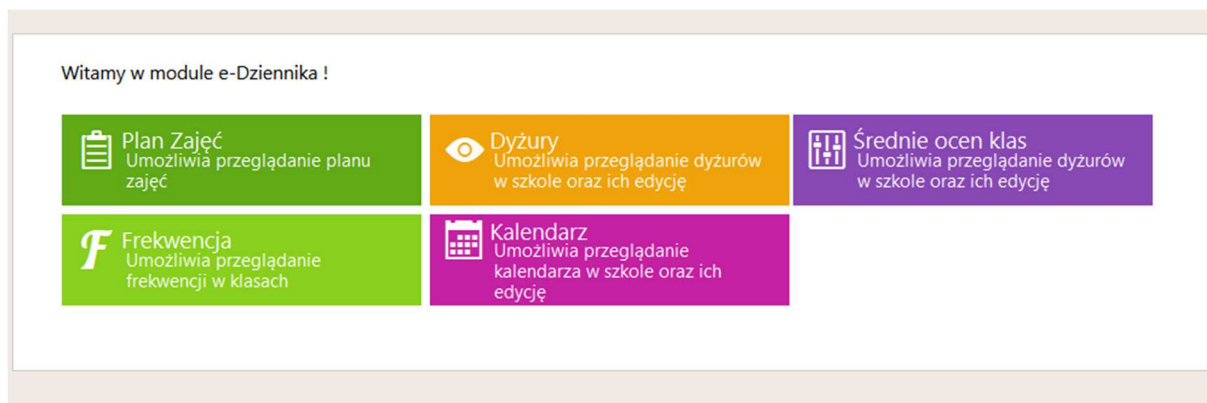 Witamy w module e-Dziennika !
Plan Zajęć
Umożliwia przeglądanie planu
zajęć
Dyżury
Umożliwia przeglądanie dyżurów
w szkole oraz ich edycję
Średnie ocen klas
Umożliwia przeglądanie dyżurów
w szkole oraz ich edycję
Frekwencja
Umożliwia przeglądanie
frekwencji w klasach
Kalendarz
Umożliwia przeglądanie
kalendarza w szkole oraz ich
edycję